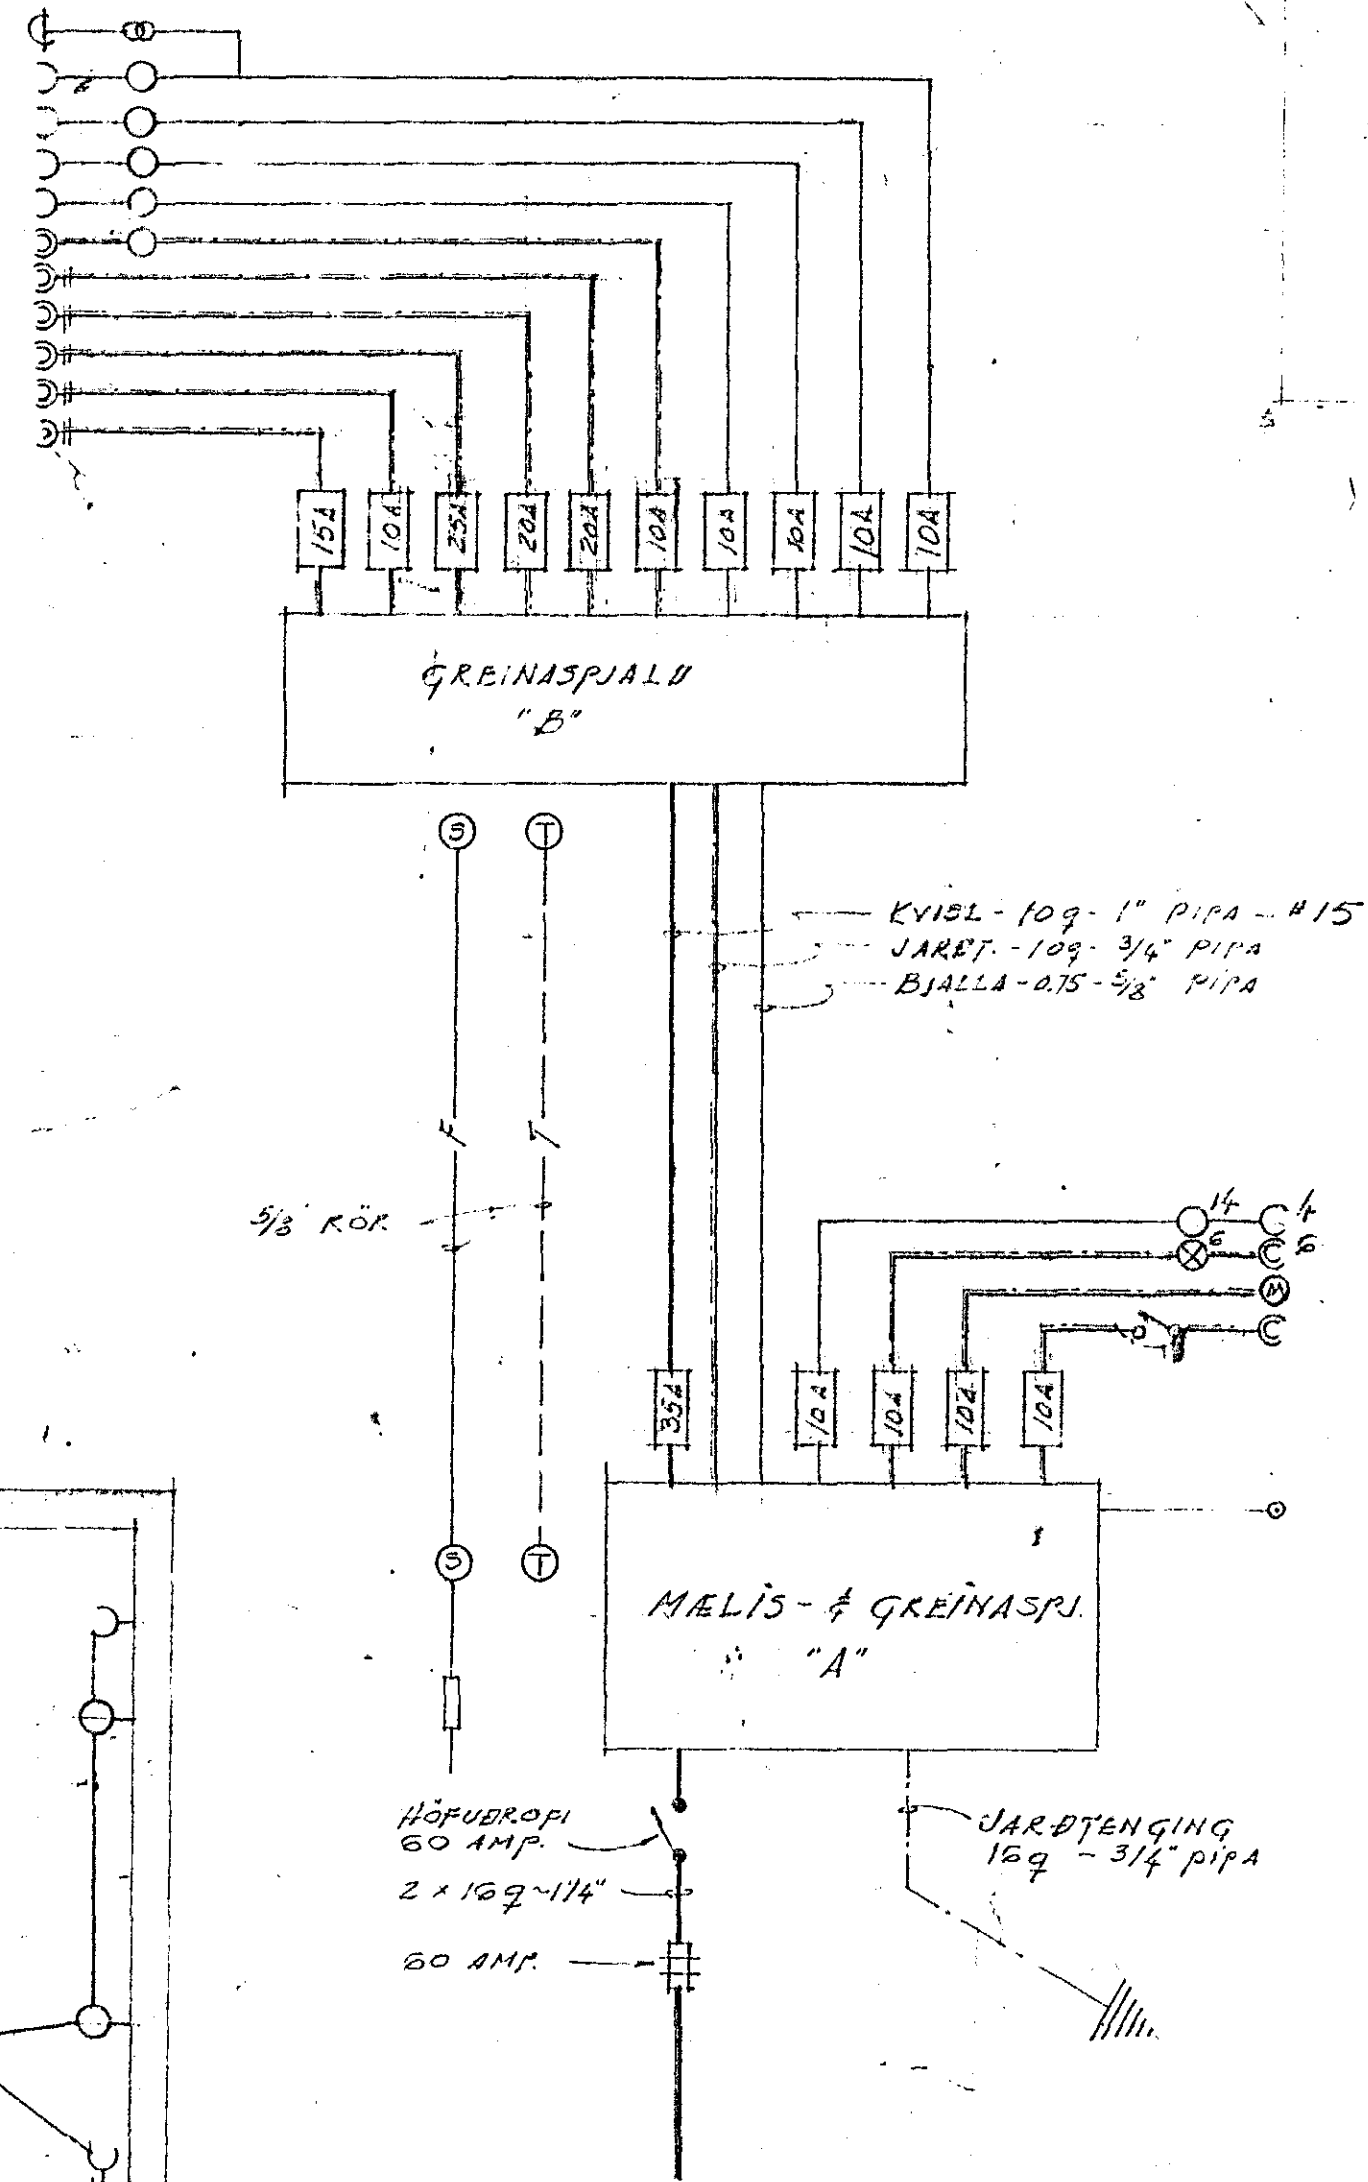 15A 10A 25A 20A 20A 10A 10A 10A 10A 10A
GREINASPJALD
"B"
S T
KVISL - 10q - 1" PIPA - #15
JARÐT. - 10q - 3/4" PIPA
BJALLA - 0.75 - 5/8" PIPA
F T
5/8" RÖR
14 4
6 6
M
35A 10A 10A 10A 10A
S T
MÆLIS- & GREINASPJ.
"A"
HÖFUÐROFI
60 AMP.
JARÐTENGING
16q - 3/4" PIPA
2 x 16q - 1 1/4"
60 AMP.